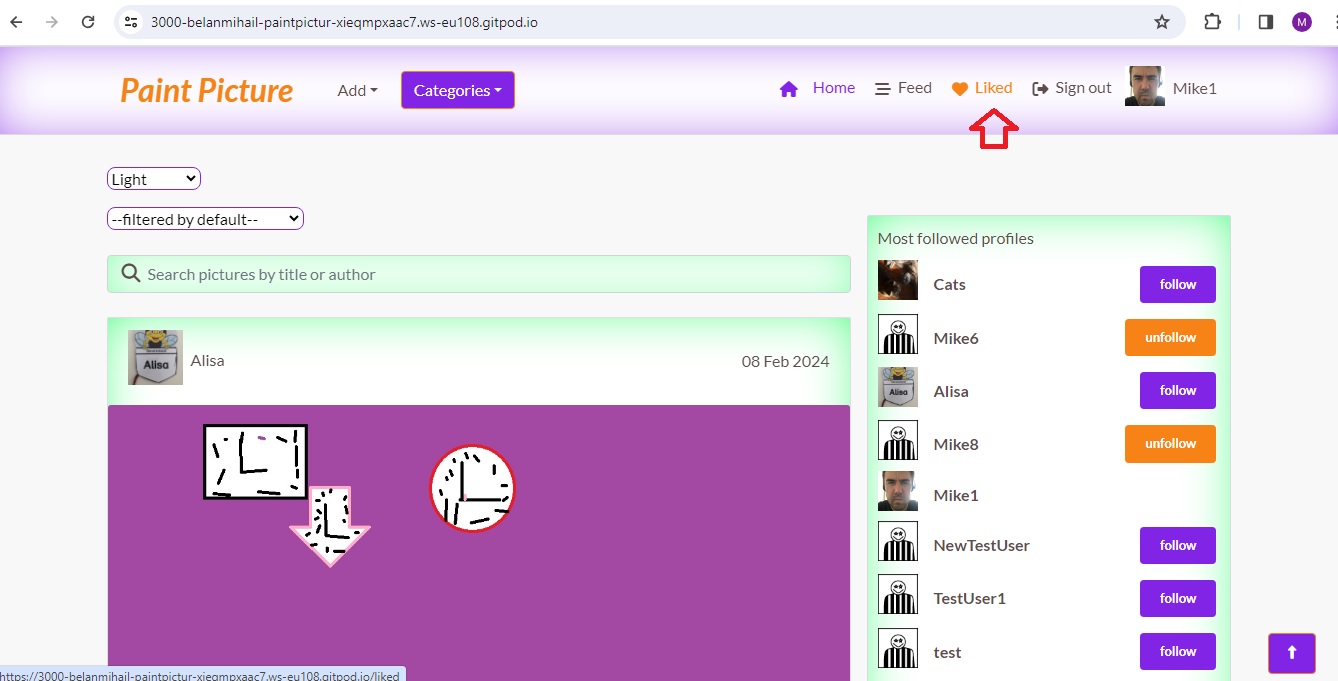 3000-belanmihail-paintpictur-xieqmpxaac7.ws-eu108.gitpod.io
M
Paint Picture
Add
Categories
Home
Feed
Liked
Sign out
Mike1
Light
--filtered by default--
Search pictures by title or author
Alisa
Alisa
08 Feb 2024
Most followed profiles
Cats
follow
Mike6
unfollow
Alisa
Alisa
follow
Mike8
unfollow
Mike1
NewTestUser
follow
TestUser1
follow
test
follow
https://3000-belanmihail-paintpictur-xieqmpxaac7.ws-eu108.gitpod.io/liked